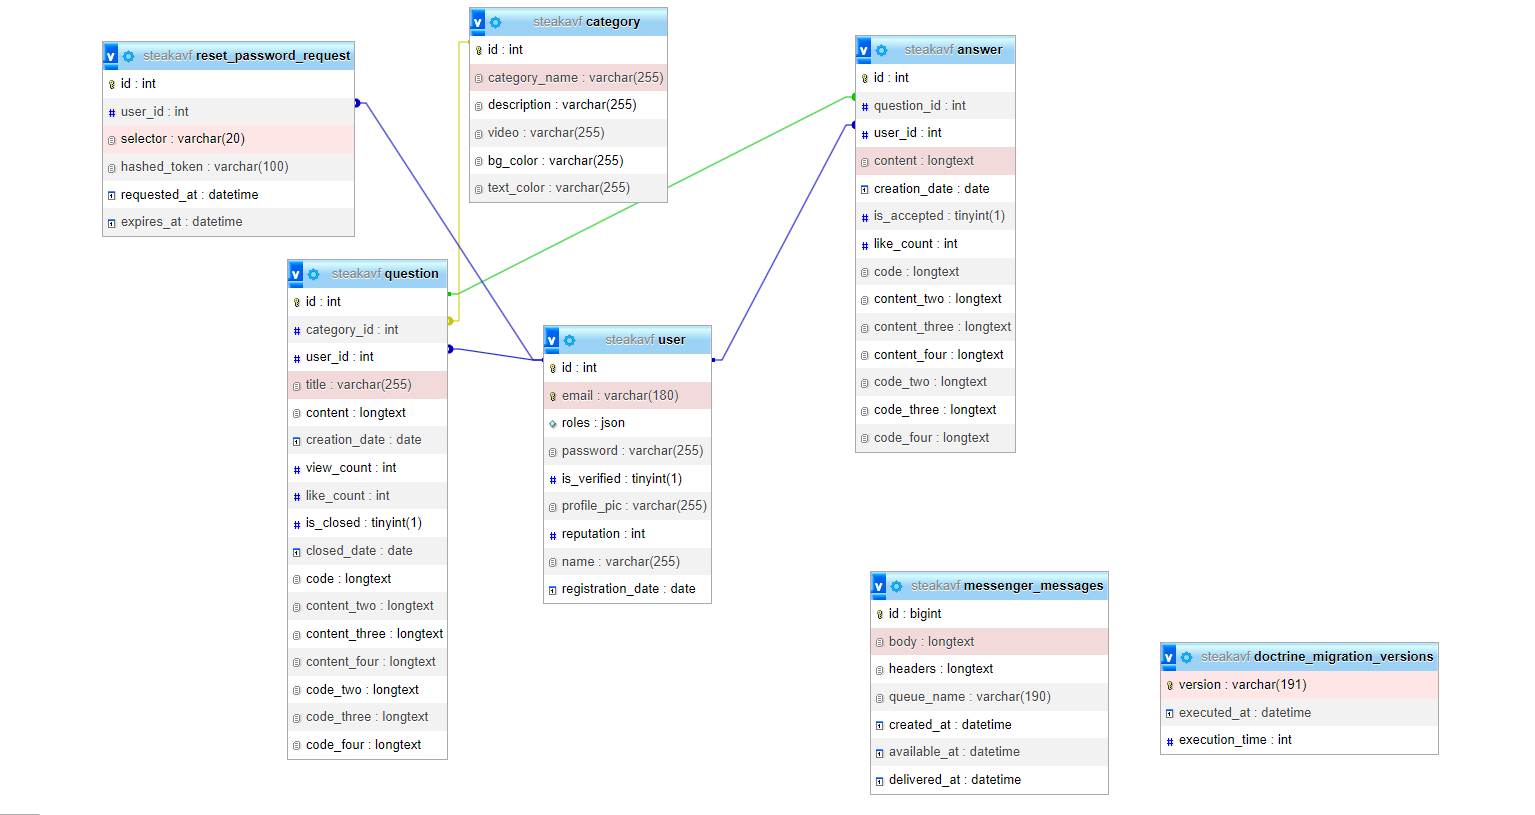 v steakavf reset_password_request
id : int
user_id : int
selector : varchar(20)
hashed_token : varchar(100)
requested_at : datetime
expires_at : datetime
v steakavf category
id : int
category_name : varchar(255)
description : varchar(255)
video : varchar(255)
bg_color : varchar(255)
text_color : varchar(255)
v steakavf answer
id : int
# question_id : int
# user_id : int
content : longtext
creation_date : date
# is_accepted : tinyint(1)
# like_count : int
code : longtext
content_two : longtext
content_three : longtext
content_four : longtext
code_two : longtext
code_three : longtext
code_four : longtext
v steakavf question
id : int
# category_id : int
# user_id : int
title : varchar(255)
content : longtext
creation_date : date
# view_count : int
# like_count : int
# is_closed : tinyint(1)
closed_date : date
code : longtext
content_two : longtext
content_three : longtext
content_four : longtext
code_two : longtext
code_three : longtext
code_four : longtext
v steakavf user
id : int
email : varchar(180)
roles : json
password : varchar(255)
# is_verified : tinyint(1)
profile_pic : varchar(255)
# reputation : int
name : varchar(255)
registration_date : date
v steakavf messenger_messages
id : bigint
body : longtext
headers : longtext
queue_name : varchar(190)
created_at : datetime
available_at : datetime
delivered_at : datetime
v steakavf doctrine_migration_versions
version : varchar(191)
executed_at : datetime
# execution_time : int